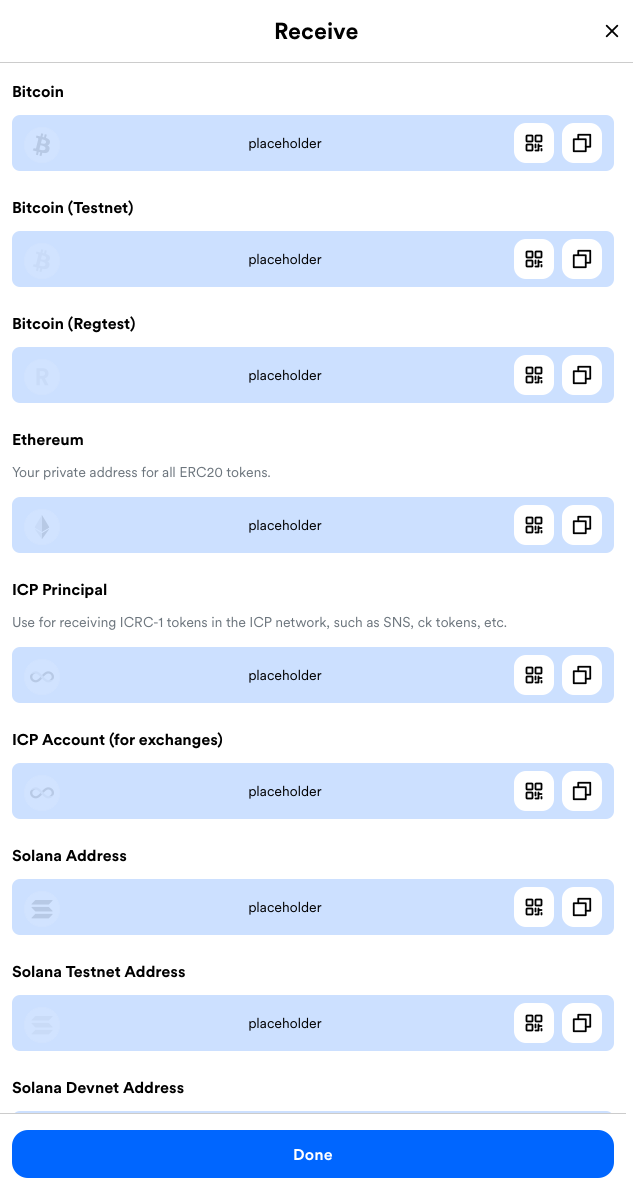 Receive
Bitcoin
placeholder
Bitcoin (Testnet)
placeholder
Bitcoin (Regtest)
R
placeholder
Ethereum
Your private address for all ERC20 tokens.
placeholder
ICP Principal
Use for receiving ICRC-1 tokens in the ICP network, such as SNS, ck tokens, etc.
placeholder
ICP Account (for exchanges)
placeholder
Solana Address
placeholder
Solana Testnet Address
placeholder
Solana Devnet Address
Done